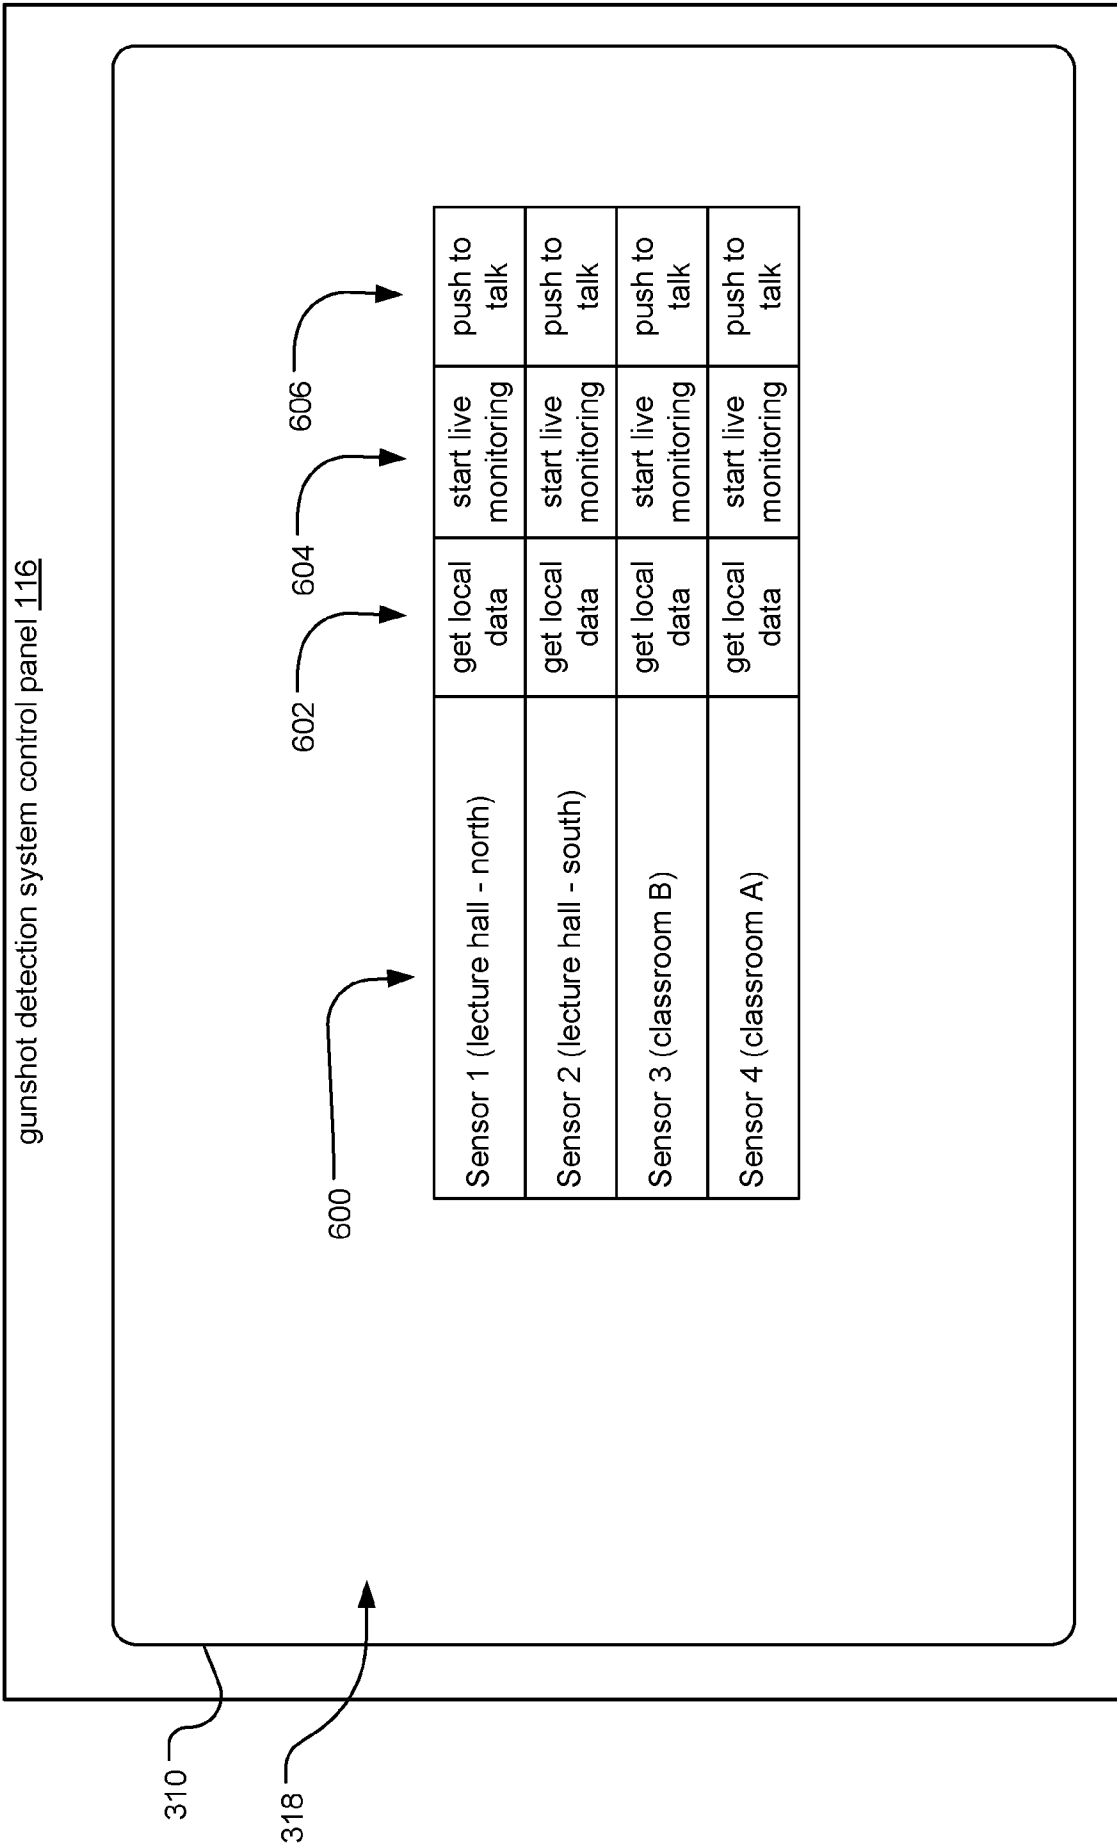 gunshot detection system control panel 116
310
318
600
602
604
606
Sensor 1 (lecture hall - north)
get local
data
start live
monitoring
push to
talk
Sensor 2 (lecture hall - south)
get local
data
start live
monitoring
push to
talk
Sensor 3 (classroom B)
get local
data
start live
monitoring
push to
talk
Sensor 4 (classroom A)
get local
data
start live
monitoring
push to
talk